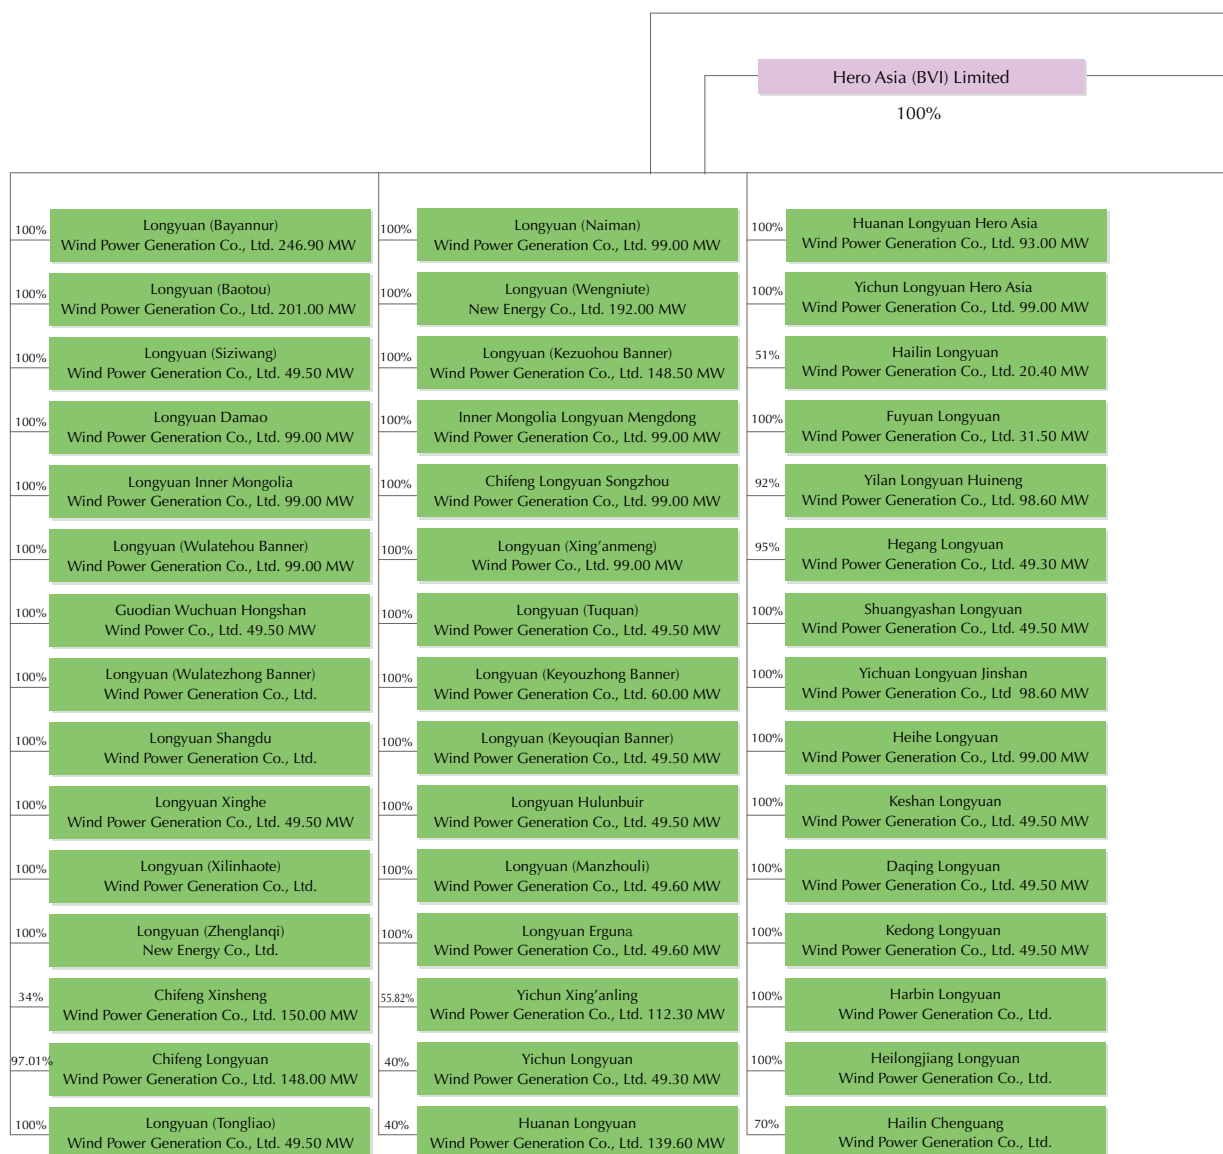 Hero Asia (BVI) Limited
100%
100%
Longyuan (Bayannur)
Wind Power Generation Co., Ltd. 246.90 MW
100%
Longyuan (Baotou)
Wind Power Generation Co., Ltd. 201.00 MW
100%
Longyuan (Siziwang)
Wind Power Generation Co., Ltd. 49.50 MW
100%
Longyuan Damao
Wind Power Generation Co., Ltd. 99.00 MW
100%
Longyuan Inner Mongolia
Wind Power Generation Co., Ltd. 99.00 MW
100%
Longyuan (Wulatehou Banner)
Wind Power Generation Co., Ltd. 99.00 MW
100%
Guodian Wuchuan Hongshan
Wind Power Co., Ltd. 49.50 MW
100%
Longyuan (Wulatezhong Banner)
Wind Power Generation Co., Ltd.
100%
Longyuan Shangdu
Wind Power Generation Co., Ltd.
100%
Longyuan Xinghe
Wind Power Generation Co., Ltd. 49.50 MW
100%
Longyuan (Xilinhaote)
Wind Power Generation Co., Ltd.
100%
Longyuan (Zhenglanqi)
New Energy Co., Ltd.
34%
Chifeng Xinsheng
Wind Power Generation Co., Ltd. 150.00 MW
97.01%
Chifeng Longyuan
Wind Power Generation Co., Ltd. 148.00 MW
100%
Longyuan (Tongliao)
Wind Power Generation Co., Ltd. 49.50 MW
100%
Longyuan (Naiman)
Wind Power Generation Co., Ltd. 99.00 MW
100%
Longyuan (Wengniute)
New Energy Co., Ltd. 192.00 MW
100%
Longyuan (Kezuohou Banner)
Wind Power Generation Co., Ltd. 148.50 MW
100%
Inner Mongolia Longyuan Mengdong
Wind Power Generation Co., Ltd. 99.00 MW
100%
Chifeng Longyuan Songzhou
Wind Power Generation Co., Ltd. 99.00 MW
100%
Longyuan (Xing'anmeng)
Wind Power Co., Ltd. 99.00 MW
100%
Longyuan (Tuquan)
Wind Power Generation Co., Ltd. 49.50 MW
100%
Longyuan (Keyouzhong Banner)
Wind Power Generation Co., Ltd. 60.00 MW
100%
Longyuan (Keyouqian Banner)
Wind Power Generation Co., Ltd. 49.50 MW
100%
Longyuan Hulunbuir
Wind Power Generation Co., Ltd. 49.50 MW
100%
Longyuan (Manzhouli)
Wind Power Generation Co., Ltd. 49.60 MW
100%
Longyuan Erguna
Wind Power Generation Co., Ltd. 49.60 MW
55.82%
Yichun Xing'anling
Wind Power Generation Co., Ltd. 112.30 MW
40%
Yichun Longyuan
Wind Power Generation Co., Ltd. 49.30 MW
40%
Huanan Longyuan
Wind Power Generation Co., Ltd. 139.60 MW
100%
Huanan Longyuan Hero Asia
Wind Power Generation Co., Ltd. 93.00 MW
100%
Yichun Longyuan Hero Asia
Wind Power Generation Co., Ltd. 99.00 MW
51%
Hailin Longyuan
Wind Power Generation Co., Ltd. 20.40 MW
100%
Fuyuan Longyuan
Wind Power Generation Co., Ltd. 31.50 MW
92%
Yilan Longyuan Huineng
Wind Power Generation Co., Ltd. 98.60 MW
95%
Hegang Longyuan
Wind Power Generation Co., Ltd. 49.30 MW
100%
Shuangyashan Longyuan
Wind Power Generation Co., Ltd. 49.50 MW
100%
Yichuan Longyuan Jinshan
Wind Power Generation Co., Ltd 98.60 MW
100%
Heihe Longyuan
Wind Power Generation Co., Ltd. 99.00 MW
100%
Keshan Longyuan
Wind Power Generation Co., Ltd. 49.50 MW
100%
Daqing Longyuan
Wind Power Generation Co., Ltd. 49.50 MW
100%
Kedong Longyuan
Wind Power Generation Co., Ltd. 49.50 MW
100%
Harbin Longyuan
Wind Power Generation Co., Ltd.
100%
Heilongjiang Longyuan
Wind Power Generation Co., Ltd.
70%
Hailin Chenguang
Wind Power Generation Co., Ltd.